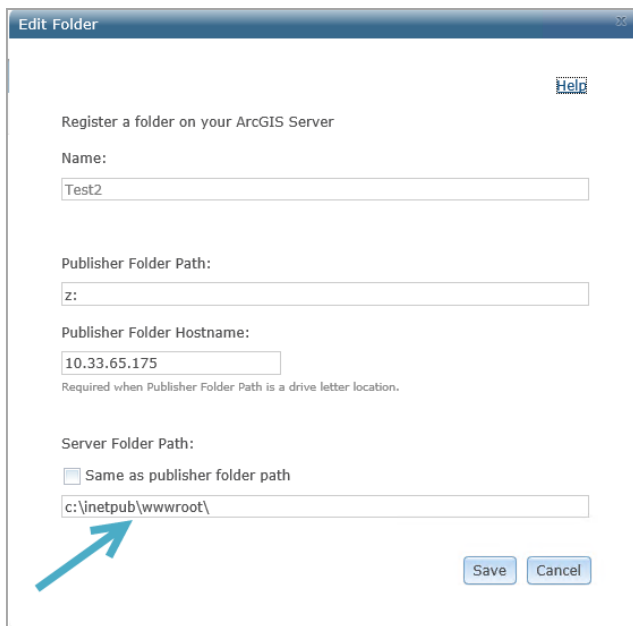 Edit Folder
Help
Register a folder on your ArcGIS Server
Name:
Test2
Publisher Folder Path:
z:
Publisher Folder Hostname:
10.33.65.175
Required when Publisher Folder Path is a drive letter location.
Server Folder Path:
Same as publisher folder path
c:\inetpub\wwwroot\
Save Cancel